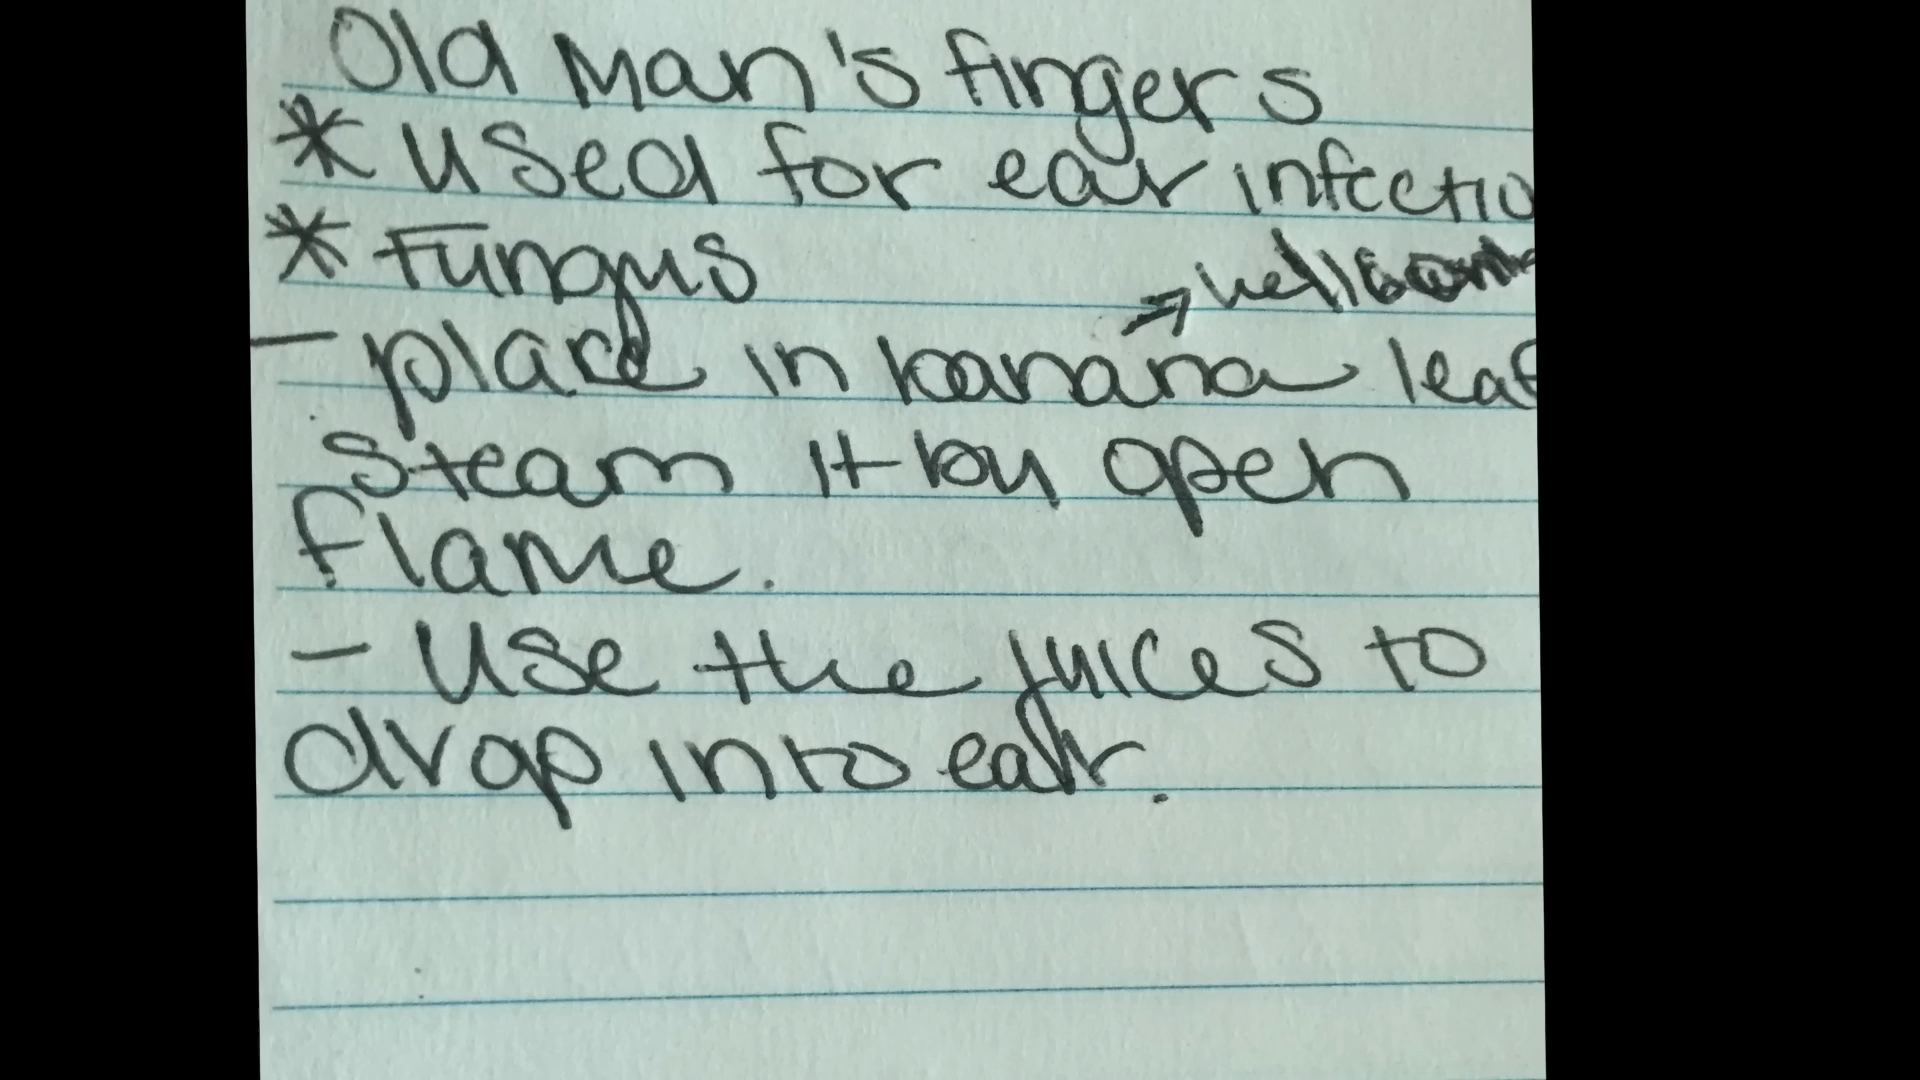 Old Man's fingers
* used for ear infectio
* Fungus
- place in banana leaf
steam it by open
flame.
- Use the juices to
drop into ear.